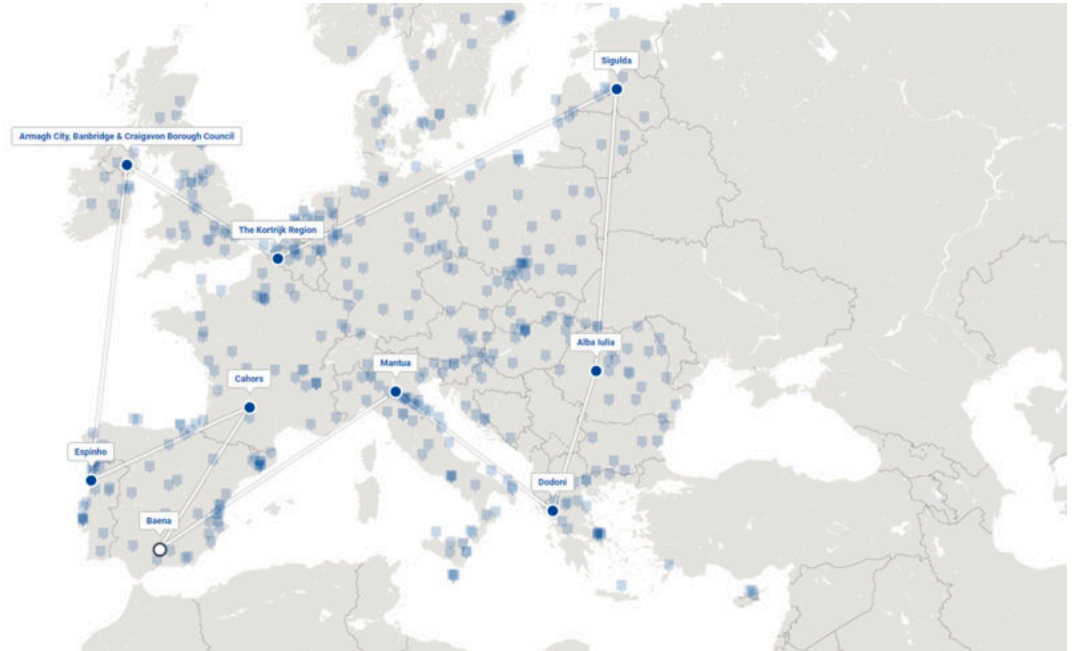 Sigulda
Armagh City, Banbridge & Craigavon Borough Council
The Kortrijk Region
Alba Iulia
Mantua
Cahors
Espinho
Dodoni
Baena